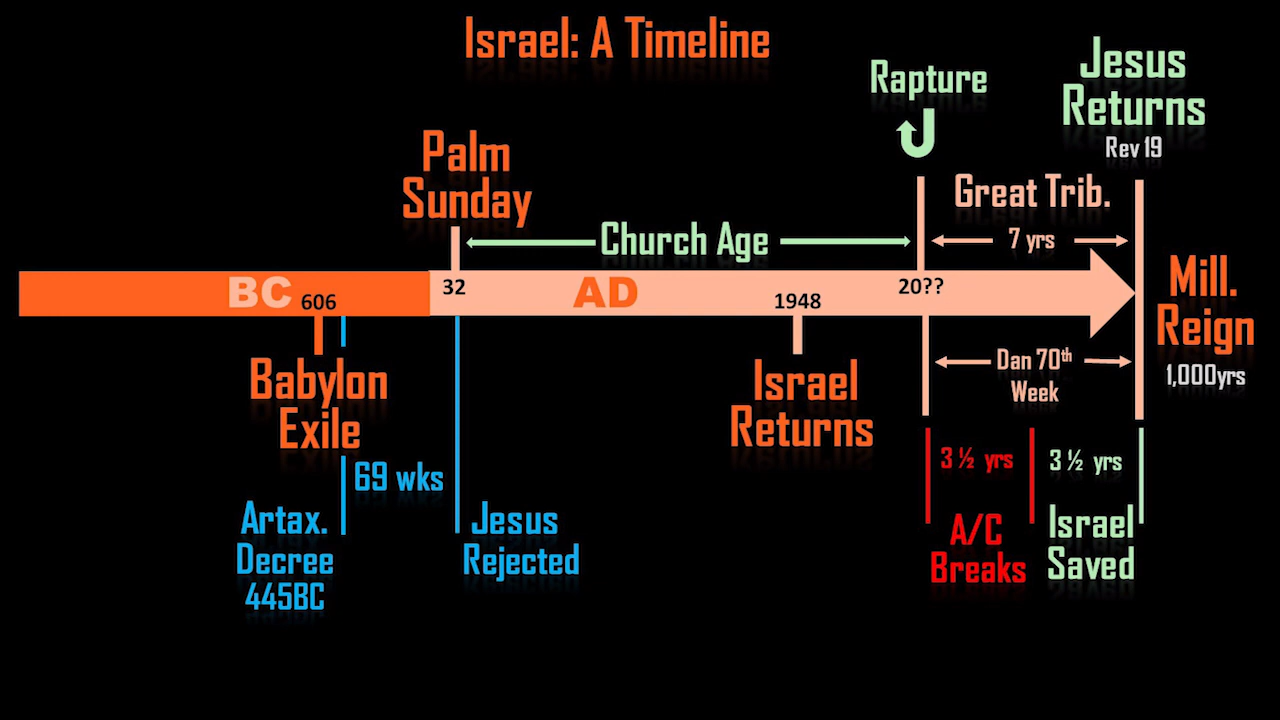 Israel: A Timeline
Rapture
Jesus
Returns
Rev 19
Palm
Sunday
Church Age
Great Trib.
7 yrs
BC
606
32
AD
1948
20??
Mill.
Reign
1,000yrs
Babylon
Exile
Israel
Returns
Dan 70th
Week
69 wks
3 ½ yrs
3 ½ yrs
Artax.
Decree
445BC
Jesus
Rejected
A/C
Breaks
Israel
Saved